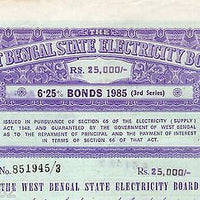 THE
ST BENGAL STATE ELECTRICITY BO
RS. 25,000/-
6·25% BONDS 1985 (3rd Series)
ISSUED IN PURSUANCE OF SECTION 65 OF THE ELECTRICITY ( SUPPLY )
ACT, 1948, AND GUARANTEED BY THE GOVERNMENT OF WEST BENGAL
AS TO THE REPAYMENT OF PRINCIPAL AND PAYMENT OF INTEREST
IN TERMS OF SECTION 66 OF THAT ACT.
No. 851945/3
RS. 25,000/-
THE WEST BENGAL STATE ELECTRICITY BOARD